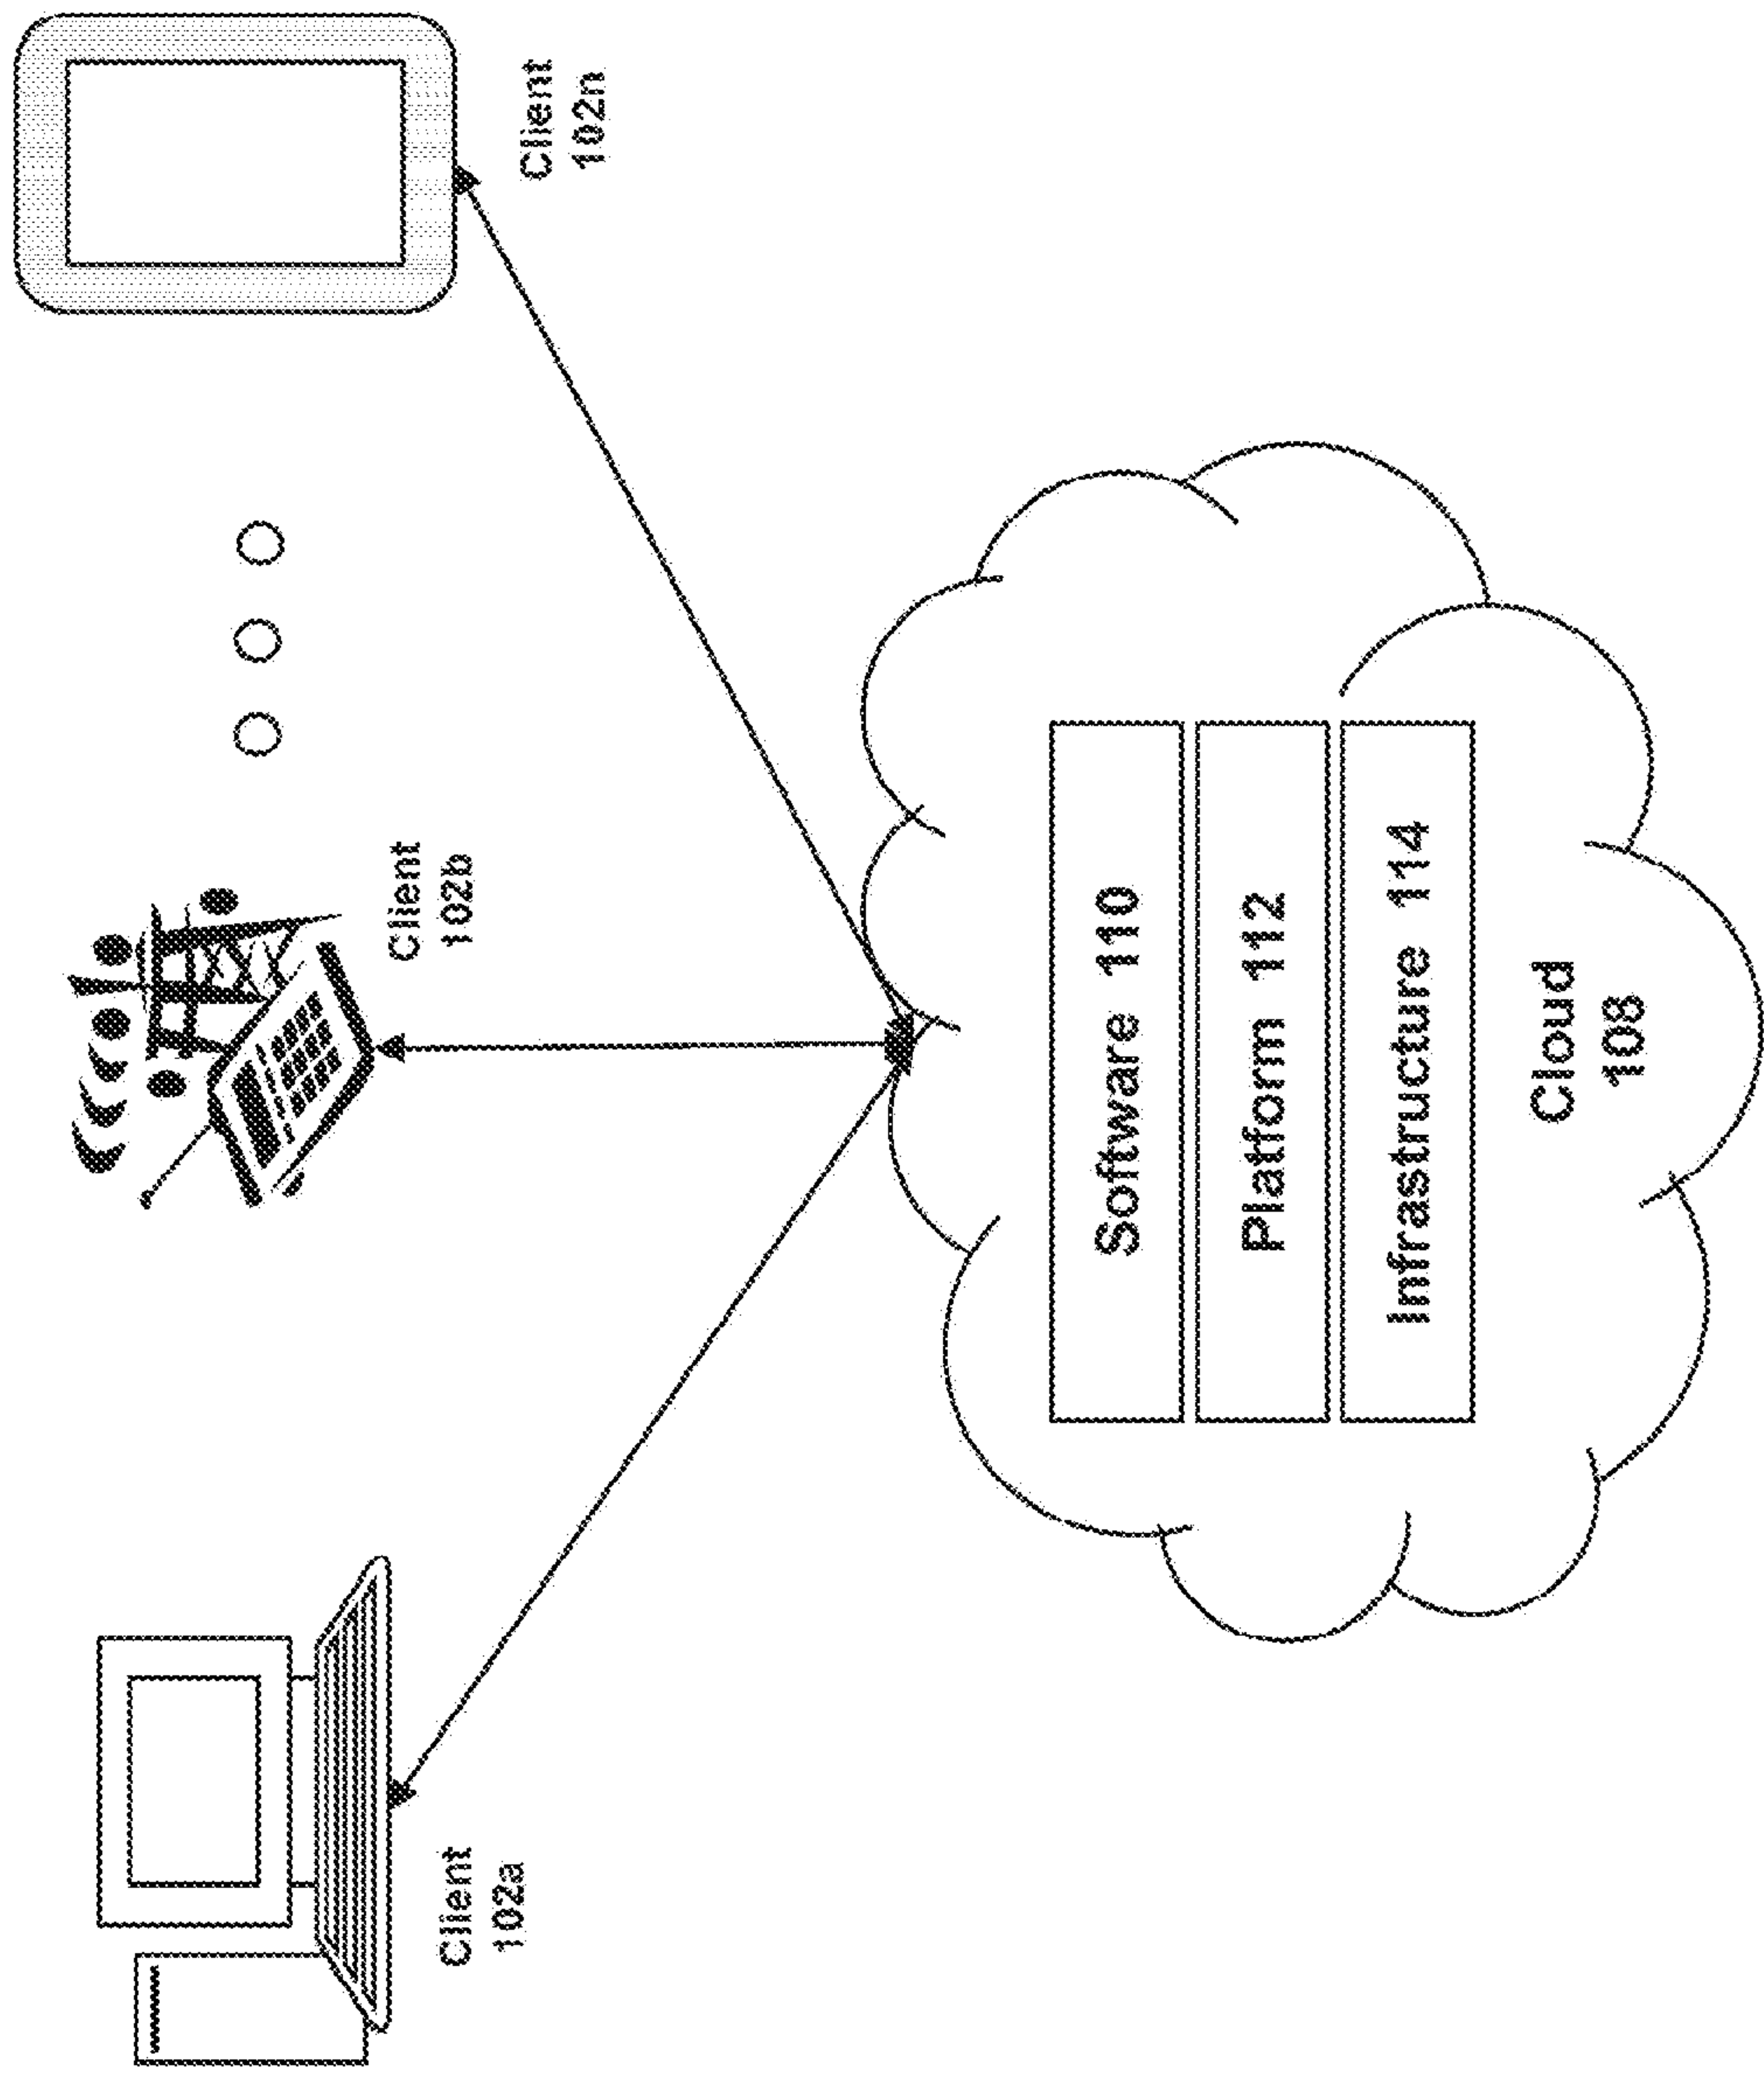 Client
102a
Client
102b
Client
102n
Software 110
Platform 112
Infrastructure 114
Cloud
108